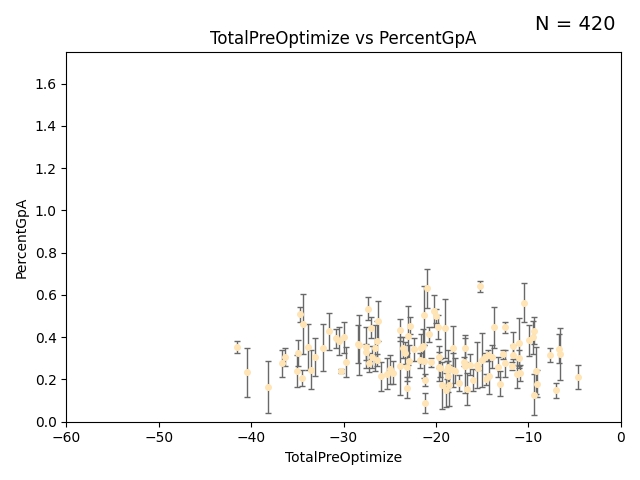 N = 420
TotalPreOptimize vs PercentGpA
PercentGpA
1.6
1.4
1.2
1.0
0.8
0.6
0.4
0.2
0.0
−60 −50 −40 −30 −20 −10 0
TotalPreOptimize